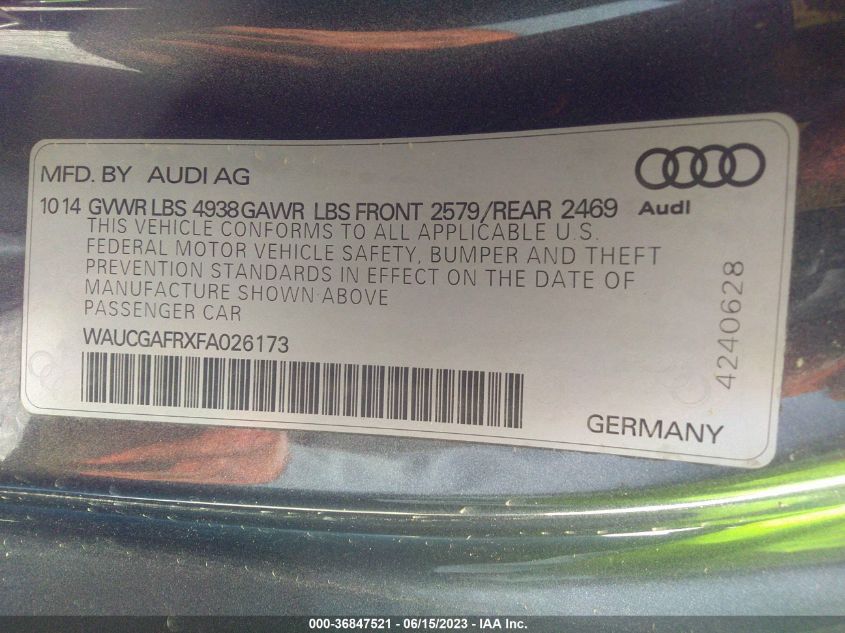 MFD. BY AUDI AG
Audi
1014 GVWR LBS 4938 GAWR LBS FRONT 2579/REAR 2469
THIS VEHICLE CONFORMS TO ALL APPLICABLE U.S.
FEDERAL MOTOR VEHICLE SAFETY, BUMPER AND THEFT
PREVENTION STANDARDS IN EFFECT ON THE DATE OF
MANUFACTURE SHOWN ABOVE
PASSENGER CAR
WAUCGAFRXFA026173
4240628
GERMANY
000-36847521 - 06/15/2023 - IAA Inc.